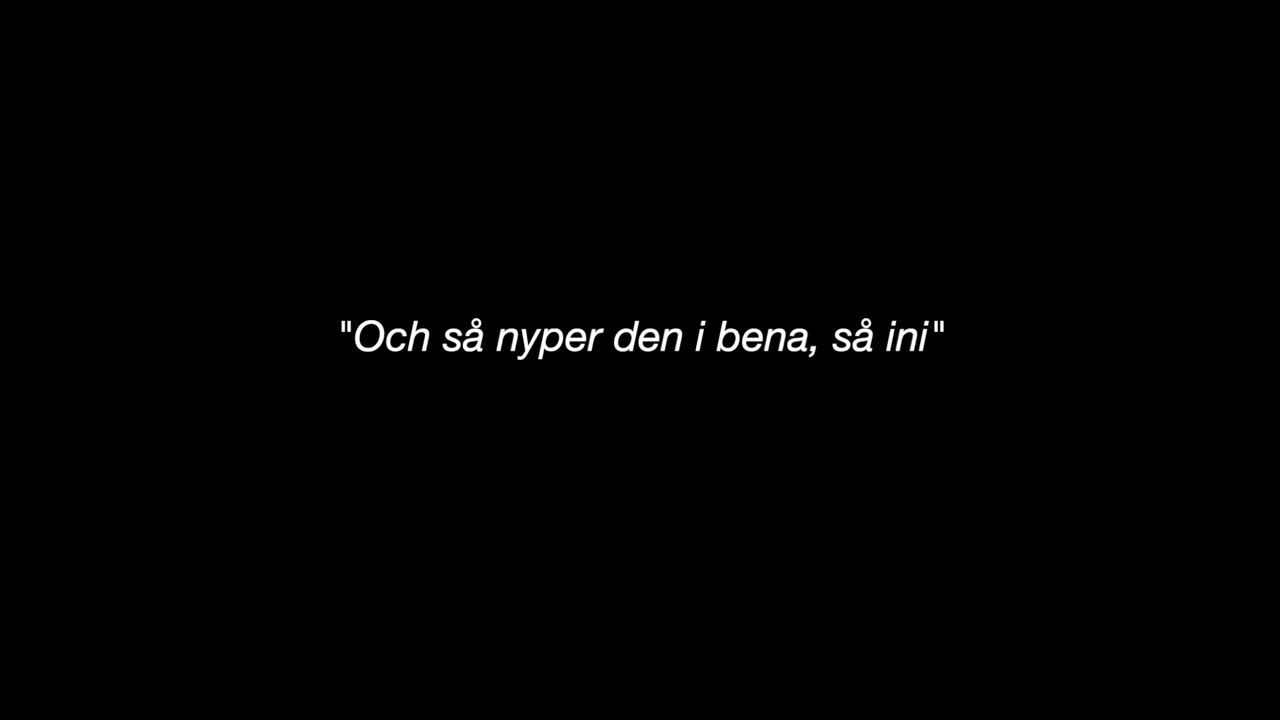 "Och så nyper den i bena, så ini"